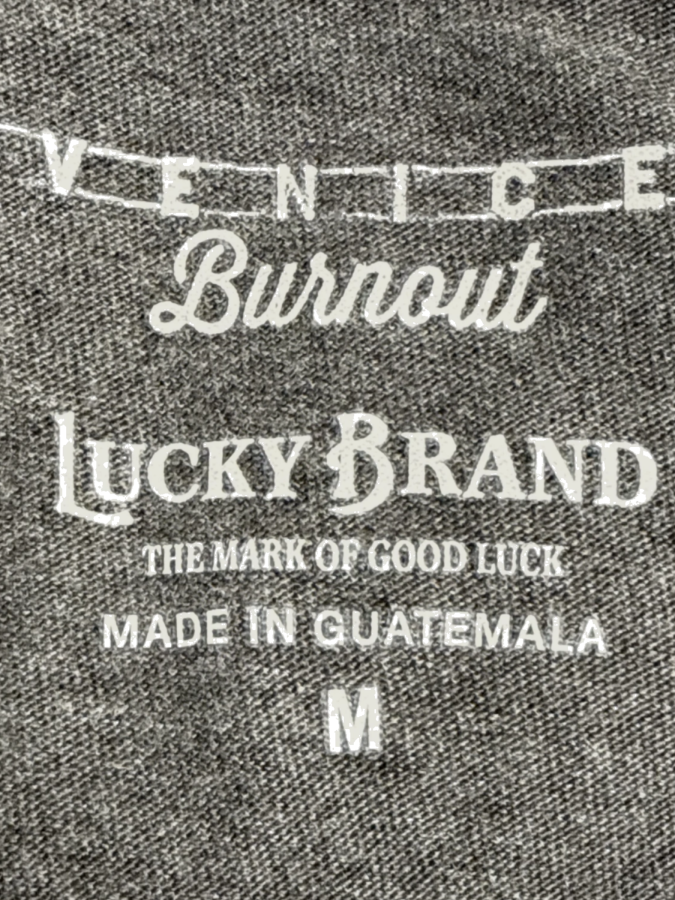 VENICE
Burnout
LUCKY BRAND
THE MARK OF GOOD LUCK
MADE IN GUATEMALA
M